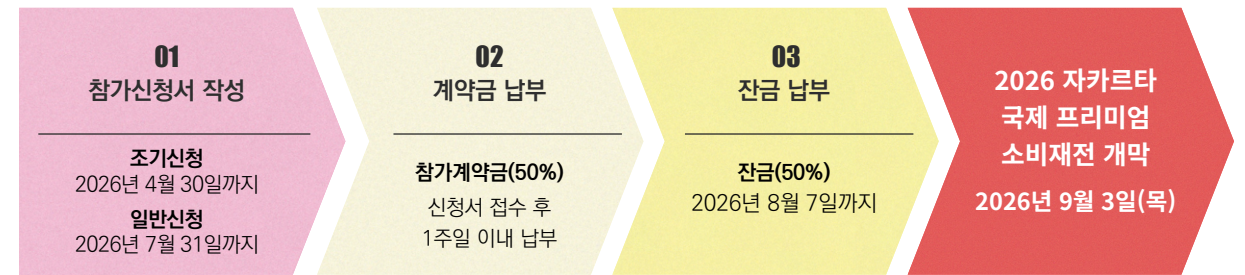 01
참가신청서 작성
조기신청
2026년 4월 30일까지
일반신청
2026년 7월 31일까지
02
계약금 납부
참가계약금(50%)
신청서 접수 후
1주일 이내 납부
03
잔금 납부
잔금(50%)
2026년 8월 7일까지
2026 자카르타
국제 프리미엄
소비재전 개막
2026년 9월 3일(목)